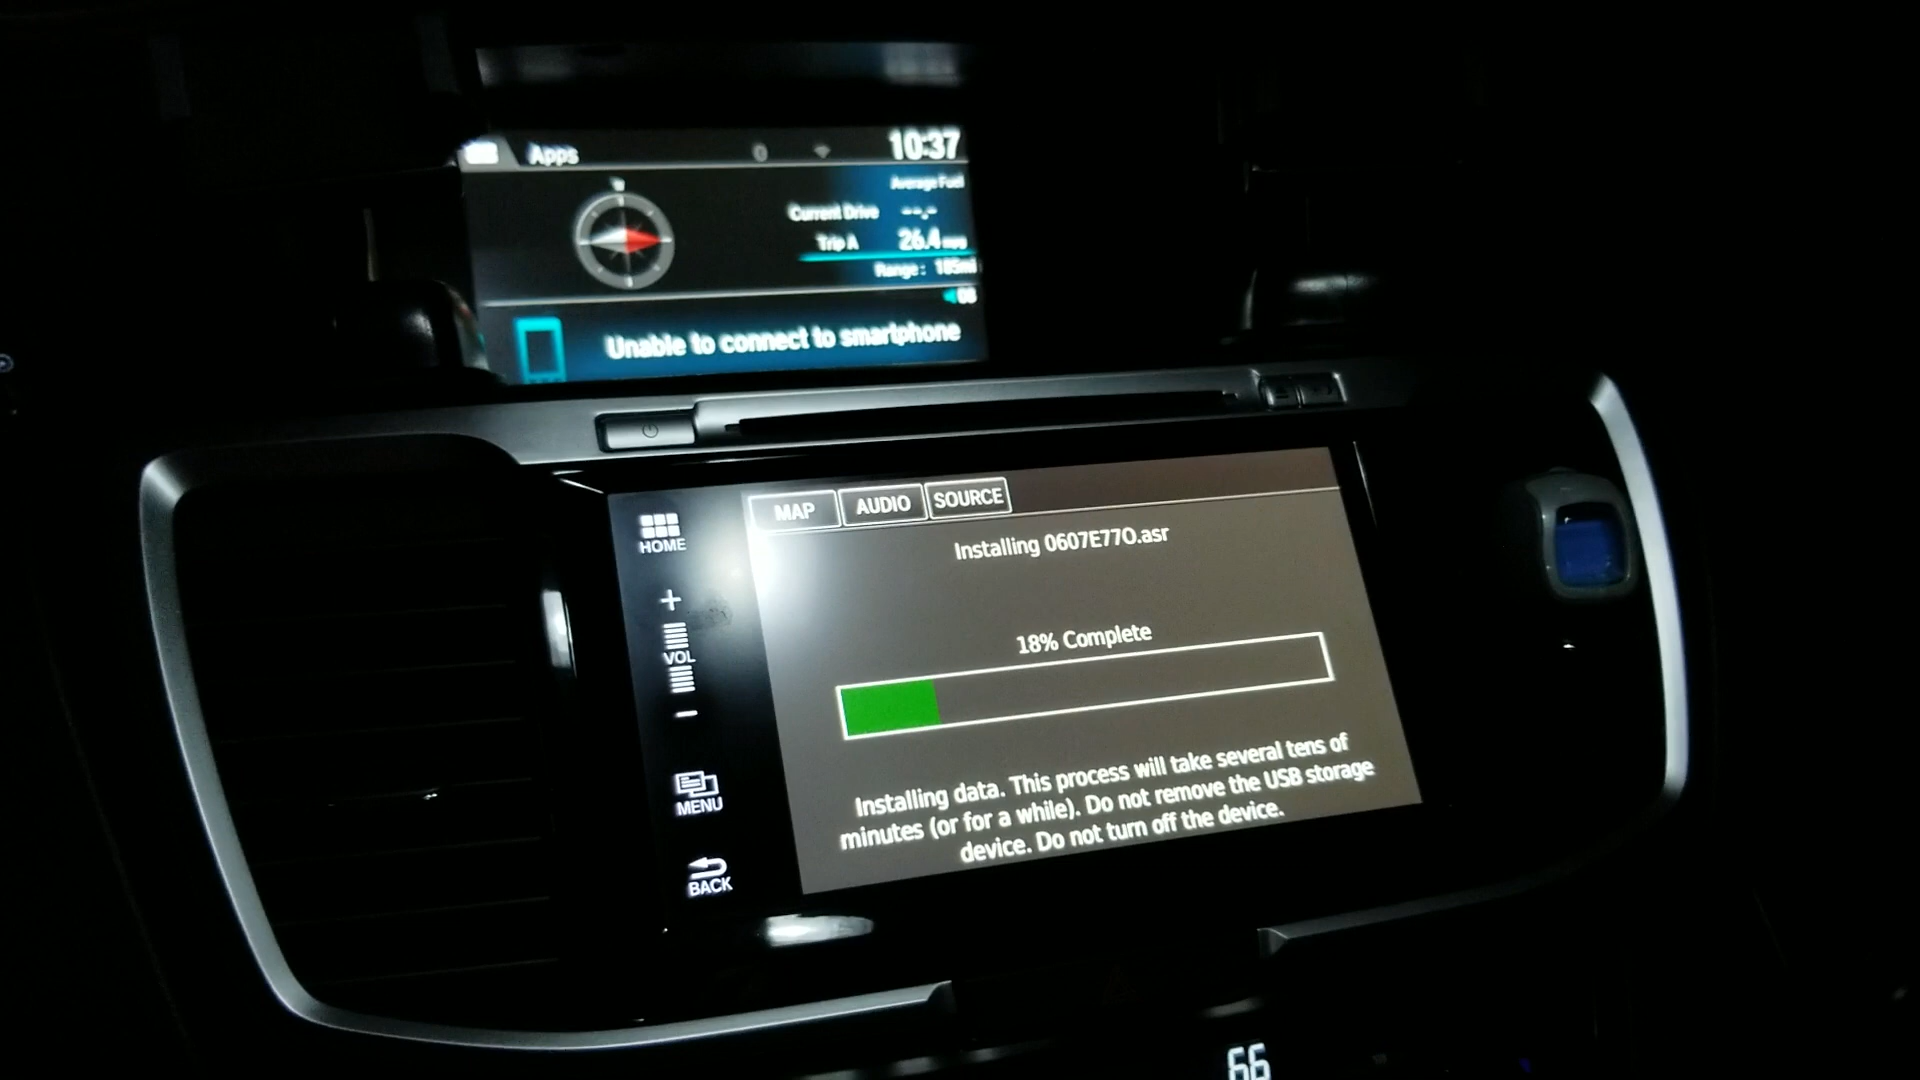 Apps
10:37
Average Fuel
Current Drive --.-
Trip A 26.4 mpg
Range: 185mi
08
Unable to connect to smartphone
MAP
AUDIO
SOURCE
HOME
Installing 0607E77O.asr
+
VOL
-
18% Complete
Installing data. This process will take several tens of
minutes (or for a while). Do not remove the USB storage
device. Do not turn off the device.
MENU
BACK
66